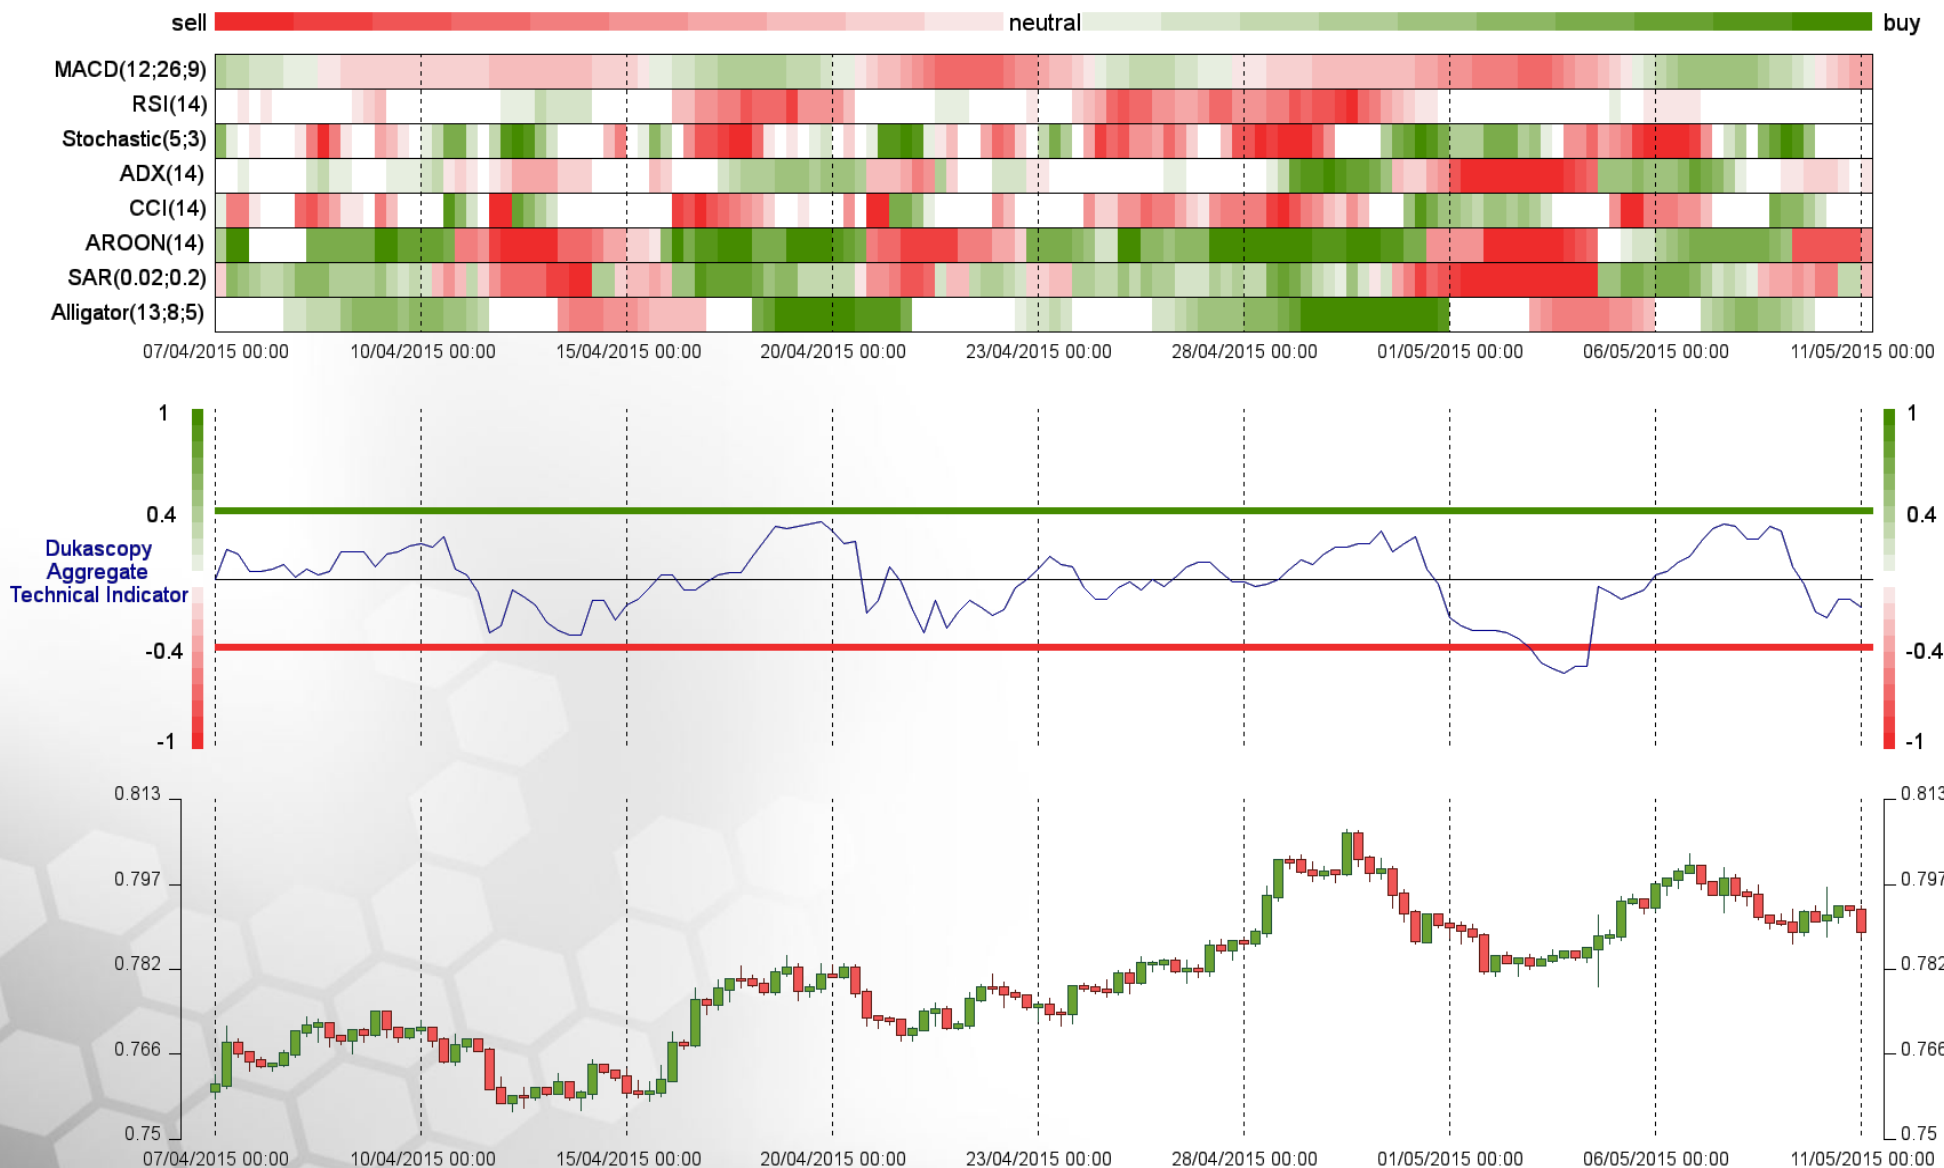 sell neutral buy
MACD(12;26;9)
RSI(14)
Stochastic(5;3)
ADX(14)
CCI(14)
AROON(14)
SAR(0.02;0.2)
Alligator(13;8;5)
07/04/2015 00:00 10/04/2015 00:00 15/04/2015 00:00 20/04/2015 00:00 23/04/2015 00:00 28/04/2015 00:00 01/05/2015 00:00 06/05/2015 00:00 11/05/2015 00:00
1 1
0.4 0.4
Dukascopy
Aggregate
Technical Indicator
-0.4 -0.4
-1 -1
0.813 0.813
0.797 0.797
0.782 0.782
0.766 0.766
0.75 0.75
07/04/2015 00:00 10/04/2015 00:00 15/04/2015 00:00 20/04/2015 00:00 23/04/2015 00:00 28/04/2015 00:00 01/05/2015 00:00 06/05/2015 00:00 11/05/2015 00:00